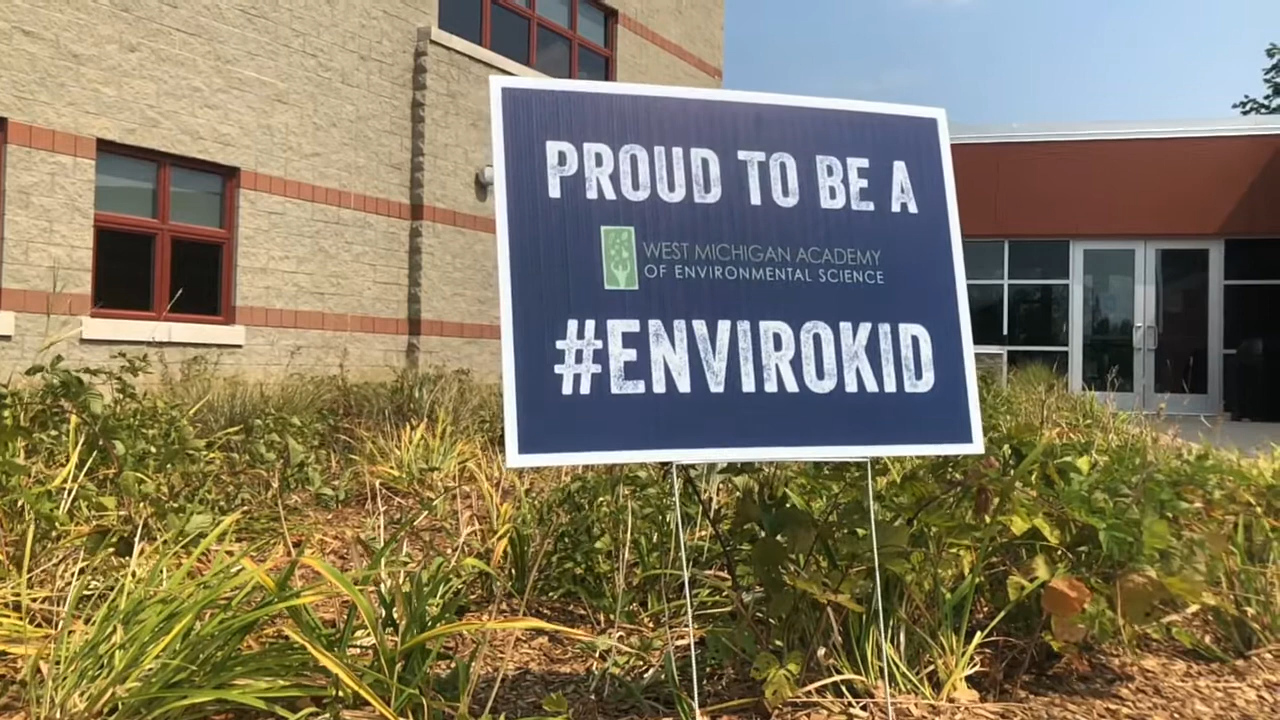 PROUD TO BE A
WEST MICHIGAN ACADEMY
OF ENVIRONMENTAL SCIENCE
#ENVIROKID